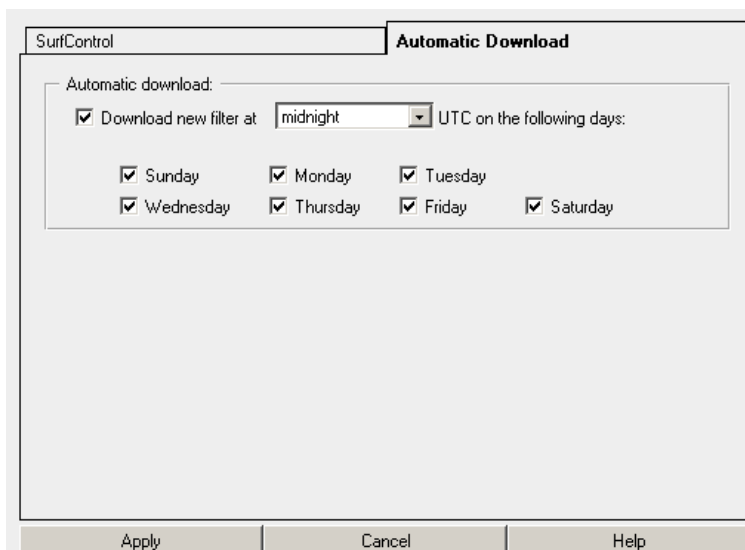 SurfControl Automatic Download
Automatic download:
Download new filter at midnight UTC on the following days:
Sunday Monday Tuesday
Wednesday Thursday Friday Saturday
Apply Cancel Help